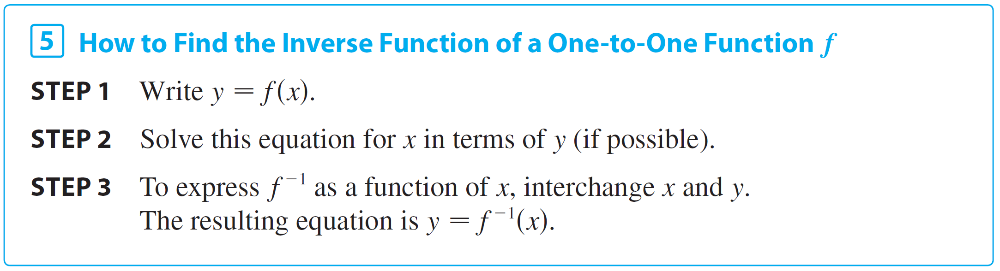 5 How to Find the Inverse Function of a One-to-One Function f
STEP 1 Write y = f(x).
STEP 2 Solve this equation for x in terms of y (if possible).
STEP 3 To express f⁻¹ as a function of x, interchange x and y.
The resulting equation is y = f⁻¹(x).